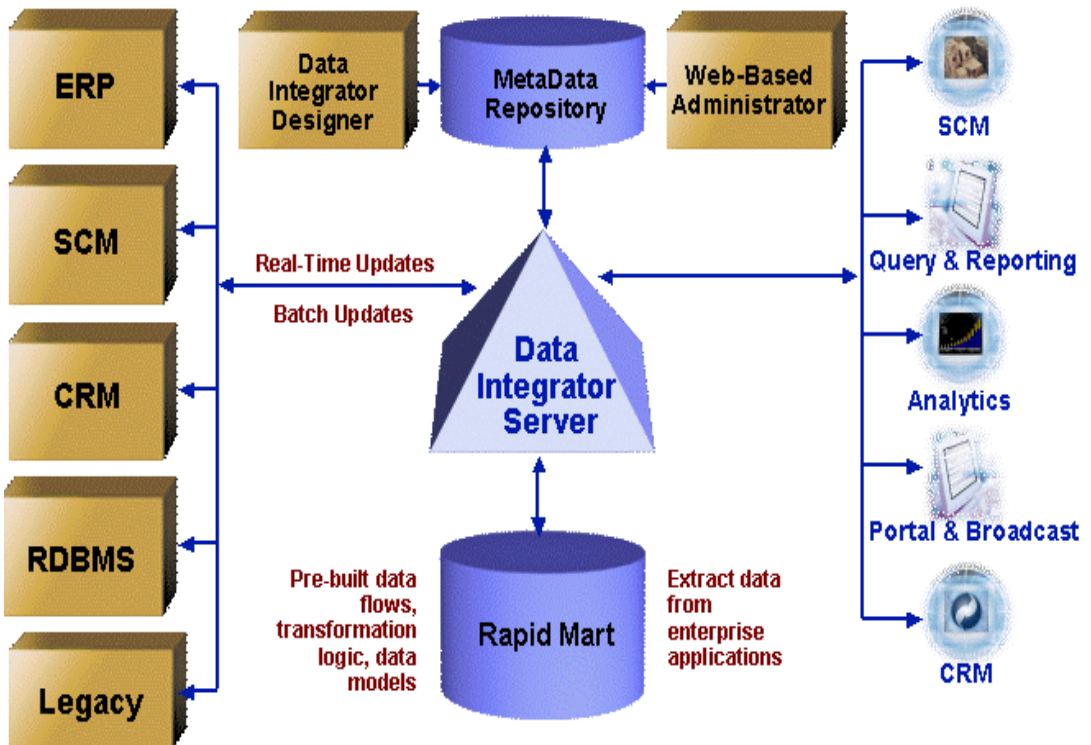 ERP
Data
Integrator
Designer
MetaData
Repository
Web-Based
Administrator
SCM
SCM
Real-Time Updates
Batch Updates
Query & Reporting
CRM
Data
Integrator
Server
Analytics
RDBMS
Portal & Broadcast
Pre-built data
flows,
transformation
logic, data
models
Rapid Mart
Extract data
from
enterprise
applications
Legacy
CRM